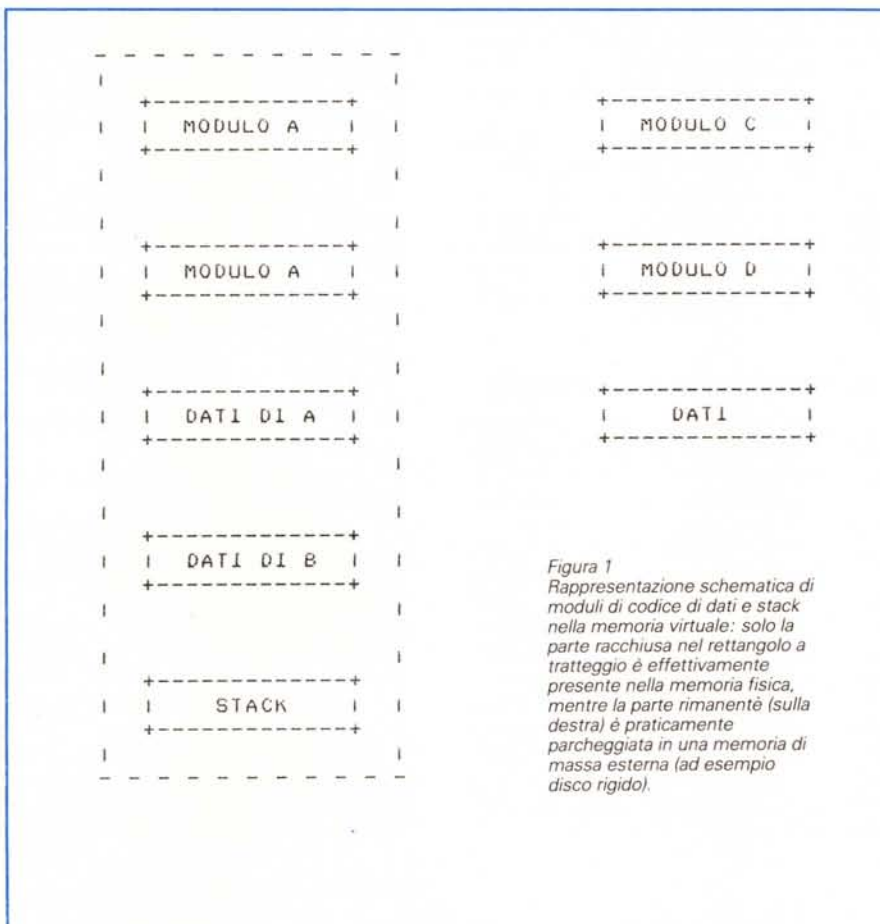 MODULO A
MODULO C
MODULO A
MODULO D
DATI DI A
DATI
DATI DI B
STACK
Figura 1
Rappresentazione schematica di
moduli di codice di dati e stack
nella memoria virtuale: solo la
parte racchiusa nel rettangolo a
tratteggio è effettivamente
presente nella memoria fisica,
mentre la parte rimanentè (sulla
destra) è praticamente
parcheggiata in una memoria di
massa esterna (ad esempio
disco rigido).